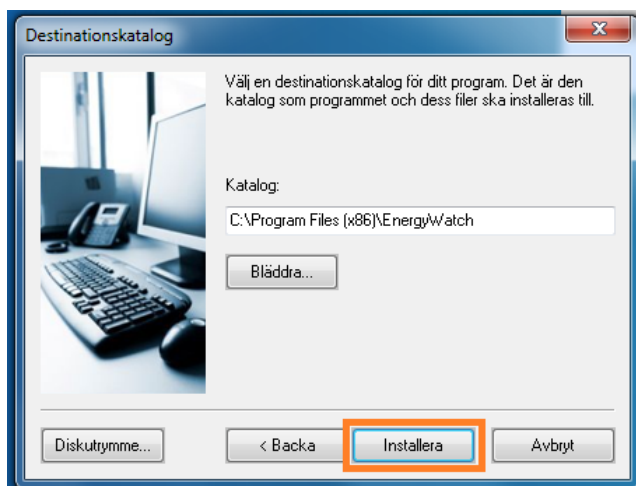 Destinationskatalog
Välj en destinationskatalog för ditt program. Det är den
katalog som programmet och dess filer ska installeras till.
Katalog:
C:\Program Files (x86)\EnergyWatch
Bläddra...
Diskutrymme...
< Backa
Installera
Avbryt